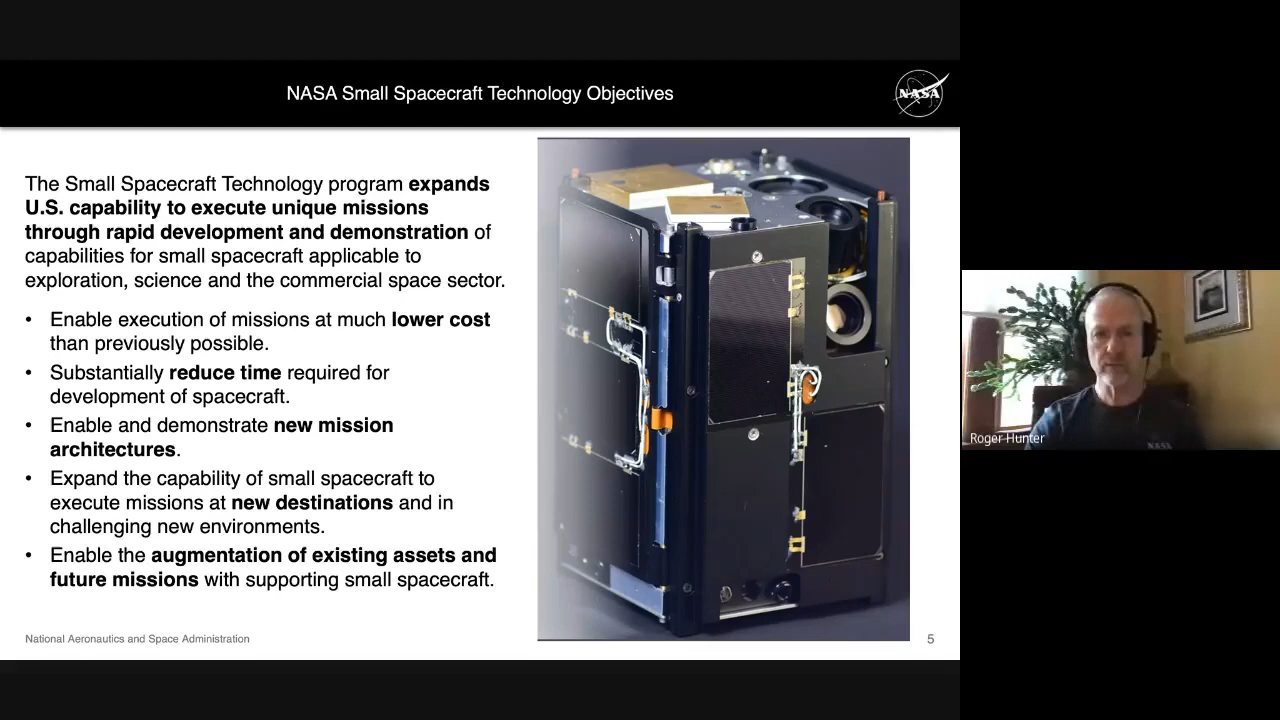 NASA Small Spacecraft Technology Objectives
NASA
The Small Spacecraft Technology program expands
U.S. capability to execute unique missions
through rapid development and demonstration of
capabilities for small spacecraft applicable to
exploration, science and the commercial space sector.
• Enable execution of missions at much lower cost
than previously possible.
• Substantially reduce time required for
development of spacecraft.
• Enable and demonstrate new mission
architectures.
• Expand the capability of small spacecraft to
execute missions at new destinations and in
challenging new environments.
• Enable the augmentation of existing assets and
future missions with supporting small spacecraft.
National Aeronautics and Space Administration
5
Roger Hunter
NASA